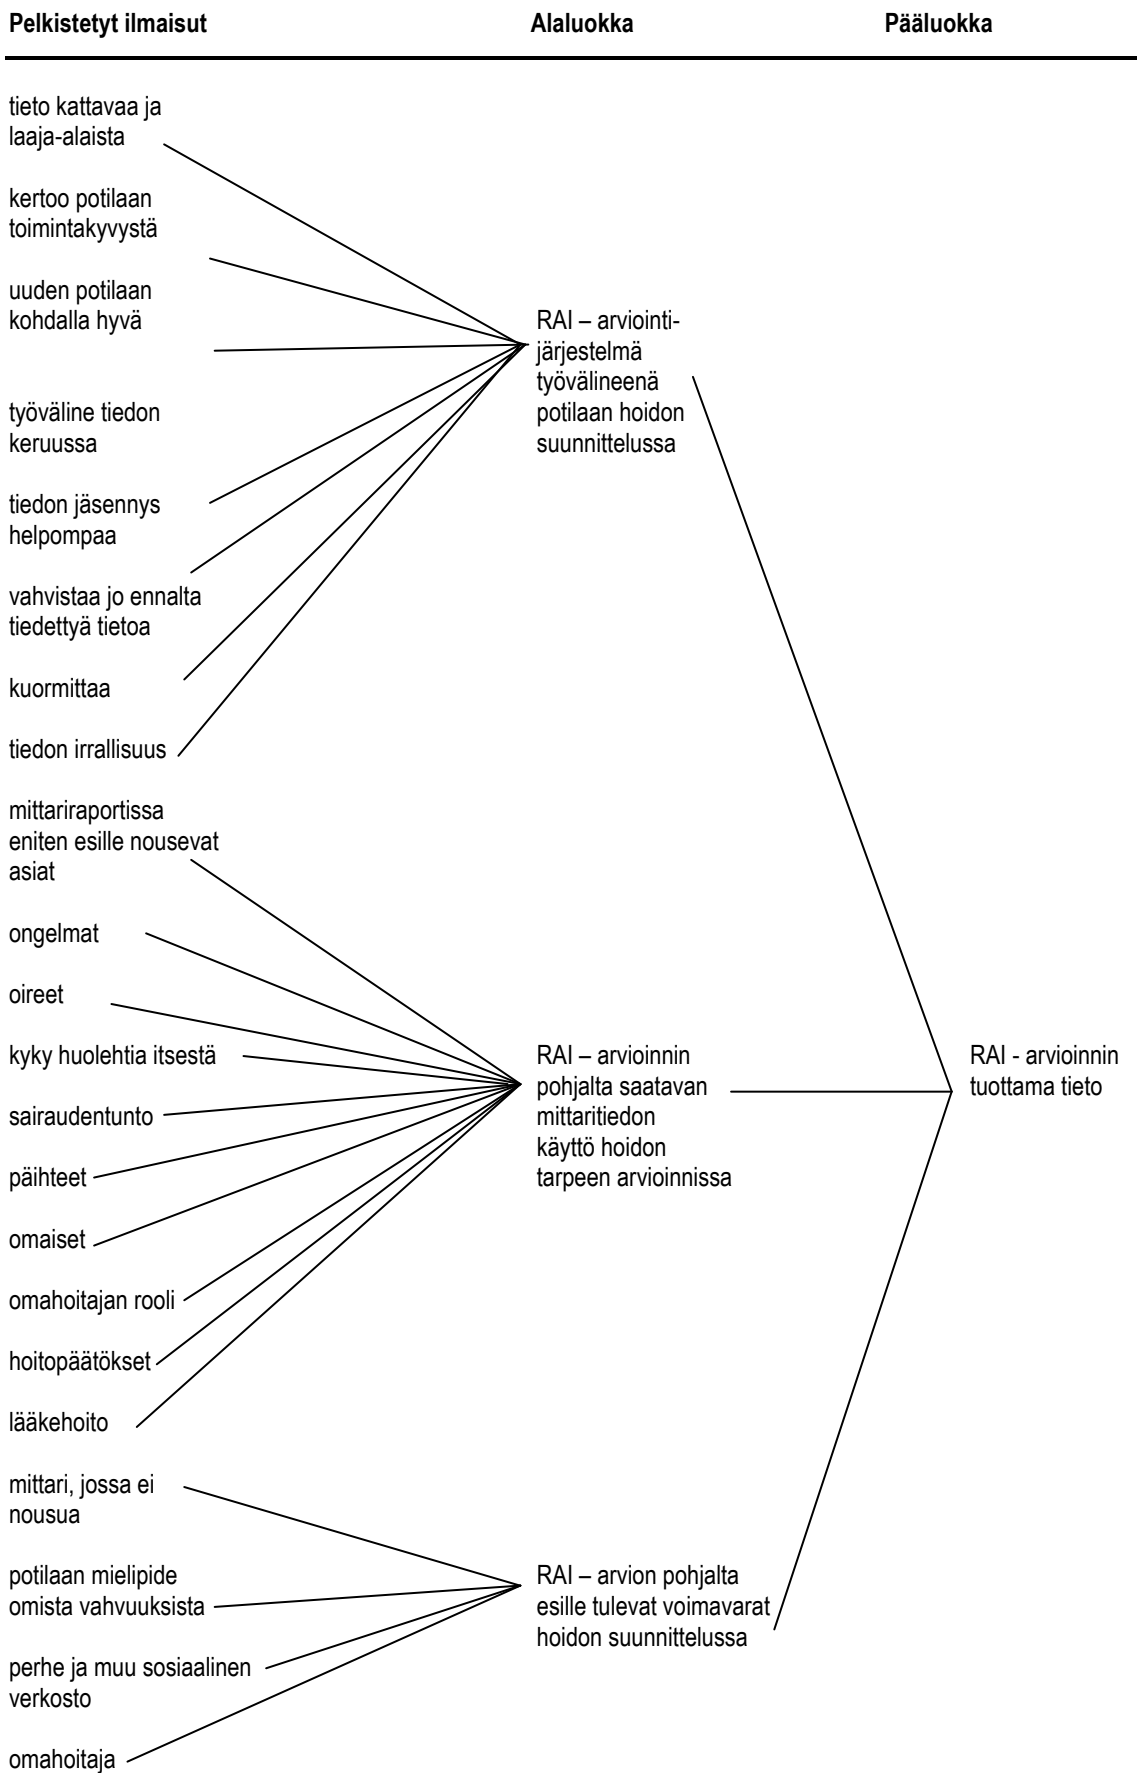 Pelkistetyt ilmaisut Alaluokka Pääluokka
tieto kattavaa ja
laaja-alaista
kertoo potilaan
toimintakyvystä
uuden potilaan
kohdalla hyvä
työväline tiedon
keruussa
tiedon jäsennys
helpompaa
vahvistaa jo ennalta
tiedettyä tietoa
kuormittaa
tiedon irrallisuus
mittariraportissa
eniten esille nousevat
asiat
ongelmat
oireet
kyky huolehtia itsestä
sairaudentunto
päihteet
omaiset
omahoitajan rooli
hoitopäätökset
lääkehoito
mittari, jossa ei
nousua
potilaan mielipide
omista vahvuuksista
perhe ja muu sosiaalinen
verkosto
omahoitaja
RAI – arviointi-
järjestelmä
työvälineenä
potilaan hoidon
suunnittelussa
RAI – arvioinnin
pohjalta saatavan
mittaritiedon
käyttö hoidon
tarpeen arvioinnissa
RAI – arvion pohjalta
esille tulevat voimavarat
hoidon suunnittelussa
RAI - arvioinnin
tuottama tieto